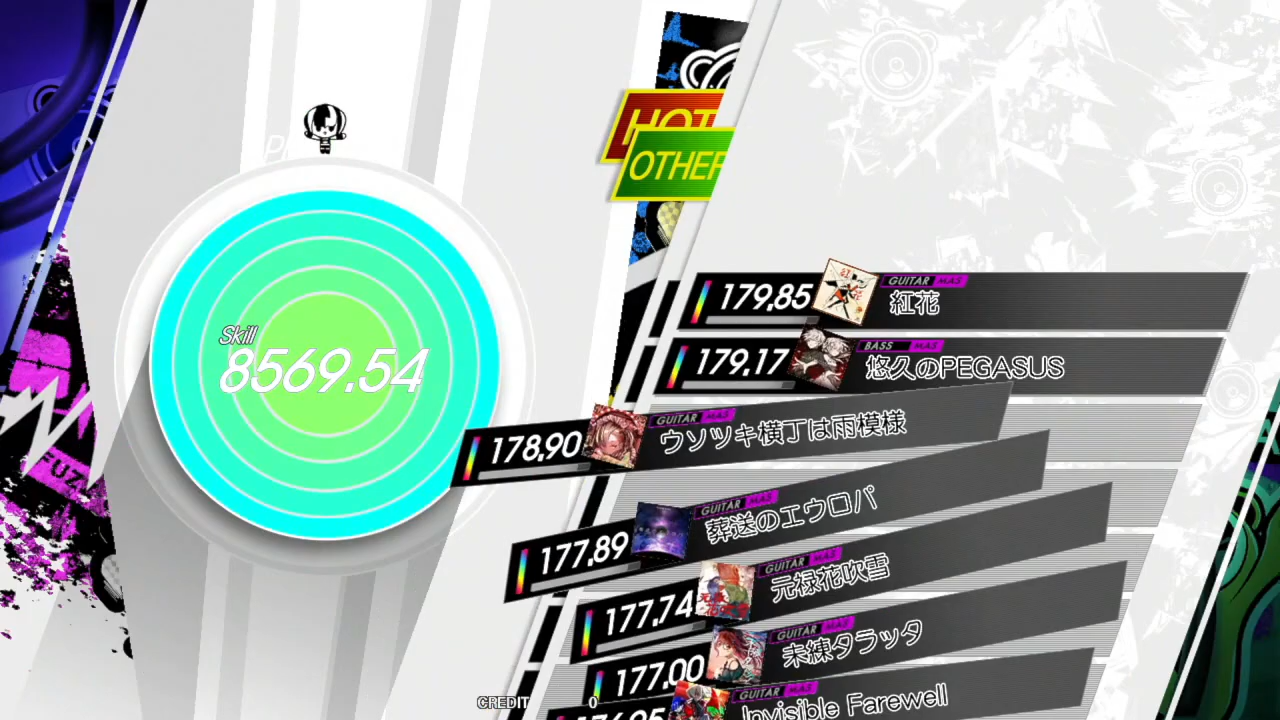 HOT
OTHER
Skill
8569.54
179.85 GUITAR MAS
紅花
179.17 BASS MAS
悠久のPEGASUS
178.90 GUITAR MAS
ウソツキ横丁は雨模様
177.89 GUITAR MAS
葬送のエウロパ
177.74 GUITAR MAS
元禄花吹雪
177.00 GUITAR MAS
未練タラッタ
GUITAR MAS
Invisible Farewell
CREDIT 0